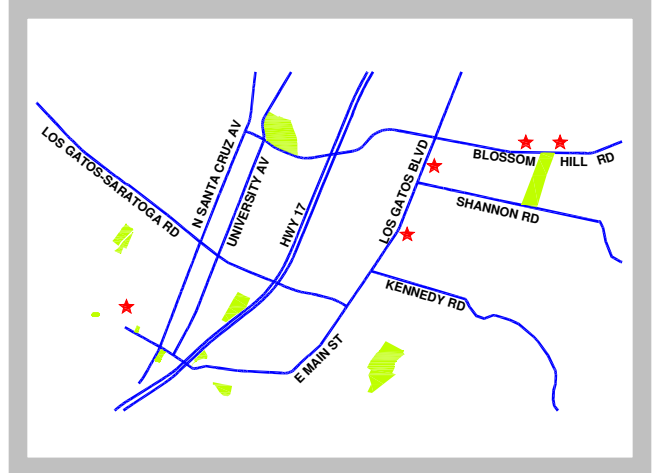 LOS GATOS-SARATOGA RD
N SANTA CRUZ AV
UNIVERSITY AV
HWY 17
LOS GATOS BLVD
BLOSSOM HILL RD
SHANNON RD
KENNEDY RD
E MAIN ST